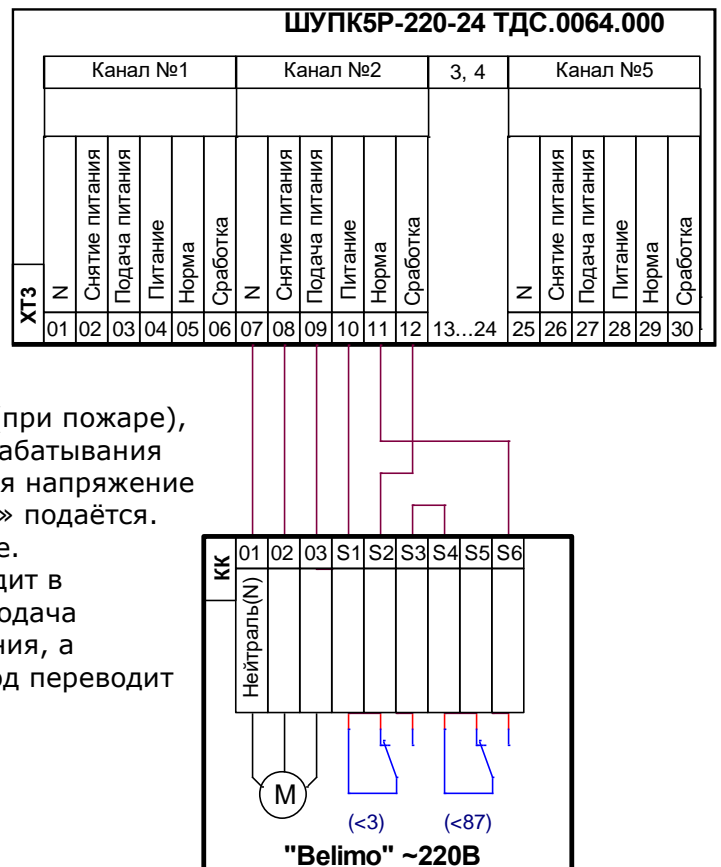 ШУПК5Р-220-24 ТДС.0064.000
Канал №1 Канал №2 3, 4 Канал №5
N Снятие питания Подача питания Питание Норма Сработка N Снятие питания Подача питания Питание Норма Сработка N Снятие питания Подача питания Питание Норма Сработка
XT3 01 02 03 04 05 06 07 08 09 10 11 12 13...24 25 26 27 28 29 30
(при пожаре),
рабатывания
я напряжение
» подаётся.
е.
дит в
одача
ния, а
од переводит
КК 01 02 03 S1 S2 S3 S4 S5 S6
Нейтраль(N)
М
(<3) (<87)
"Belimo" ~220В